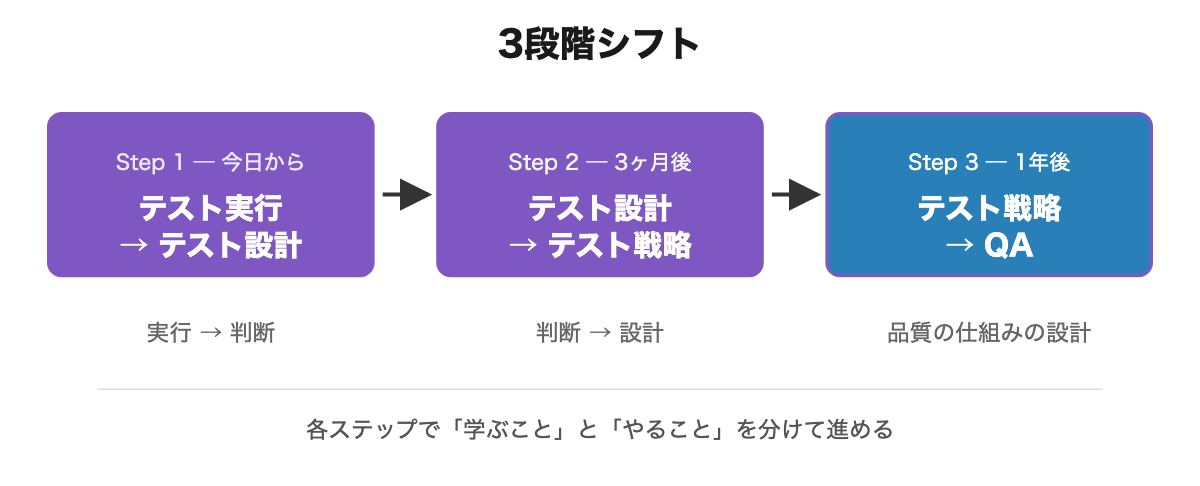 3段階シフト
Step 1 — 今日から
テスト実行
→ テスト設計
Step 2 — 3ヶ月後
テスト設計
→ テスト戦略
Step 3 — 1年後
テスト戦略
→ QA
実行 → 判断
判断 → 設計
品質の仕組みの設計
各ステップで「学ぶこと」と「やること」を分けて進める